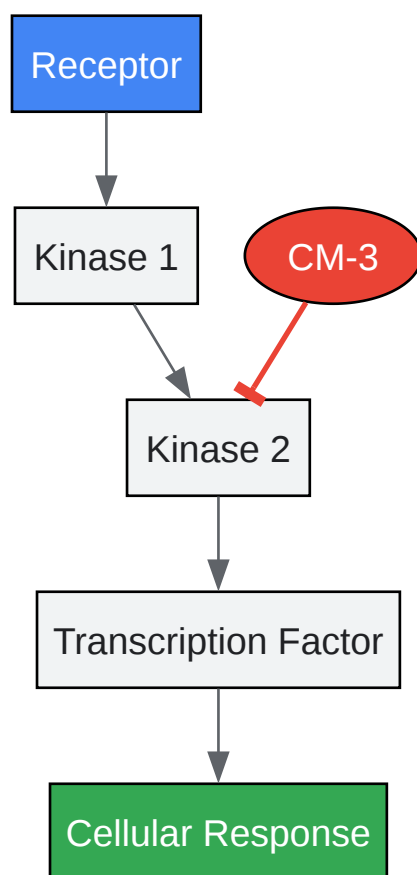 Receptor
Kinase 1
CM-3
Kinase 2
Transcription Factor
Cellular Response